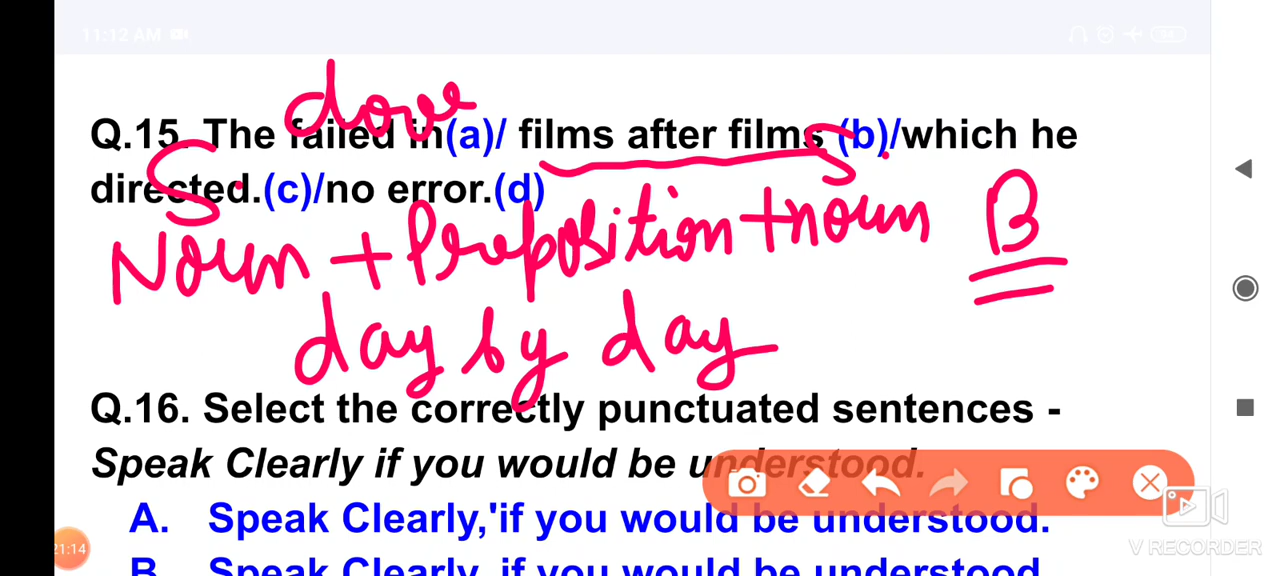 11:12 AM
dove
Q.15. The failed in(a)/ films after films (b)/which he
directed.(c)/no error.(d)
S
S
Noun + Preposition + noun B
day by day
Q.16. Select the correctly punctuated sentences -
Speak Clearly if you would be understood.
A. Speak Clearly,'if you would be understood.
B. Speak Clearly, if you would be understood.
21:14
V RECORDER